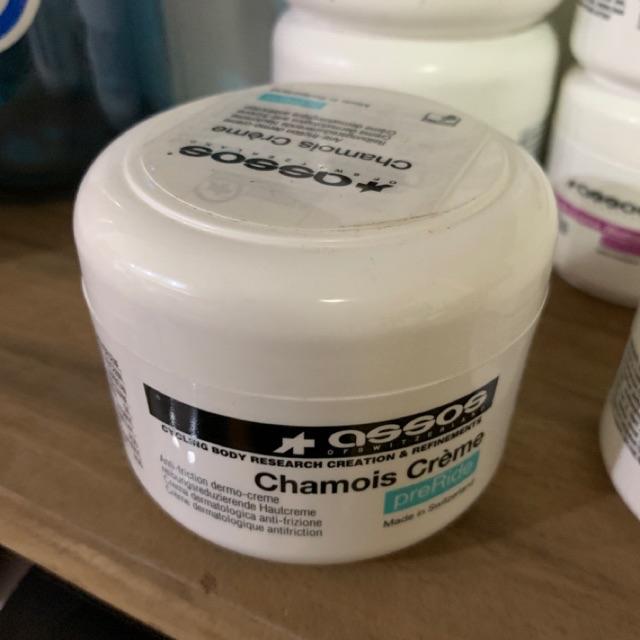 Chamois Crème
assos
assos
OF SWITZERLAND
CYCLING BODY RESEARCH CREATION & REFINEMENTS
Chamois Crème
preRide
Made in Switzerland
Anti-friction dermo-creme
reibungsreduzierende Hautcreme
Crema dermatologica anti-frizione
Crème dermatologique antifriction
assos